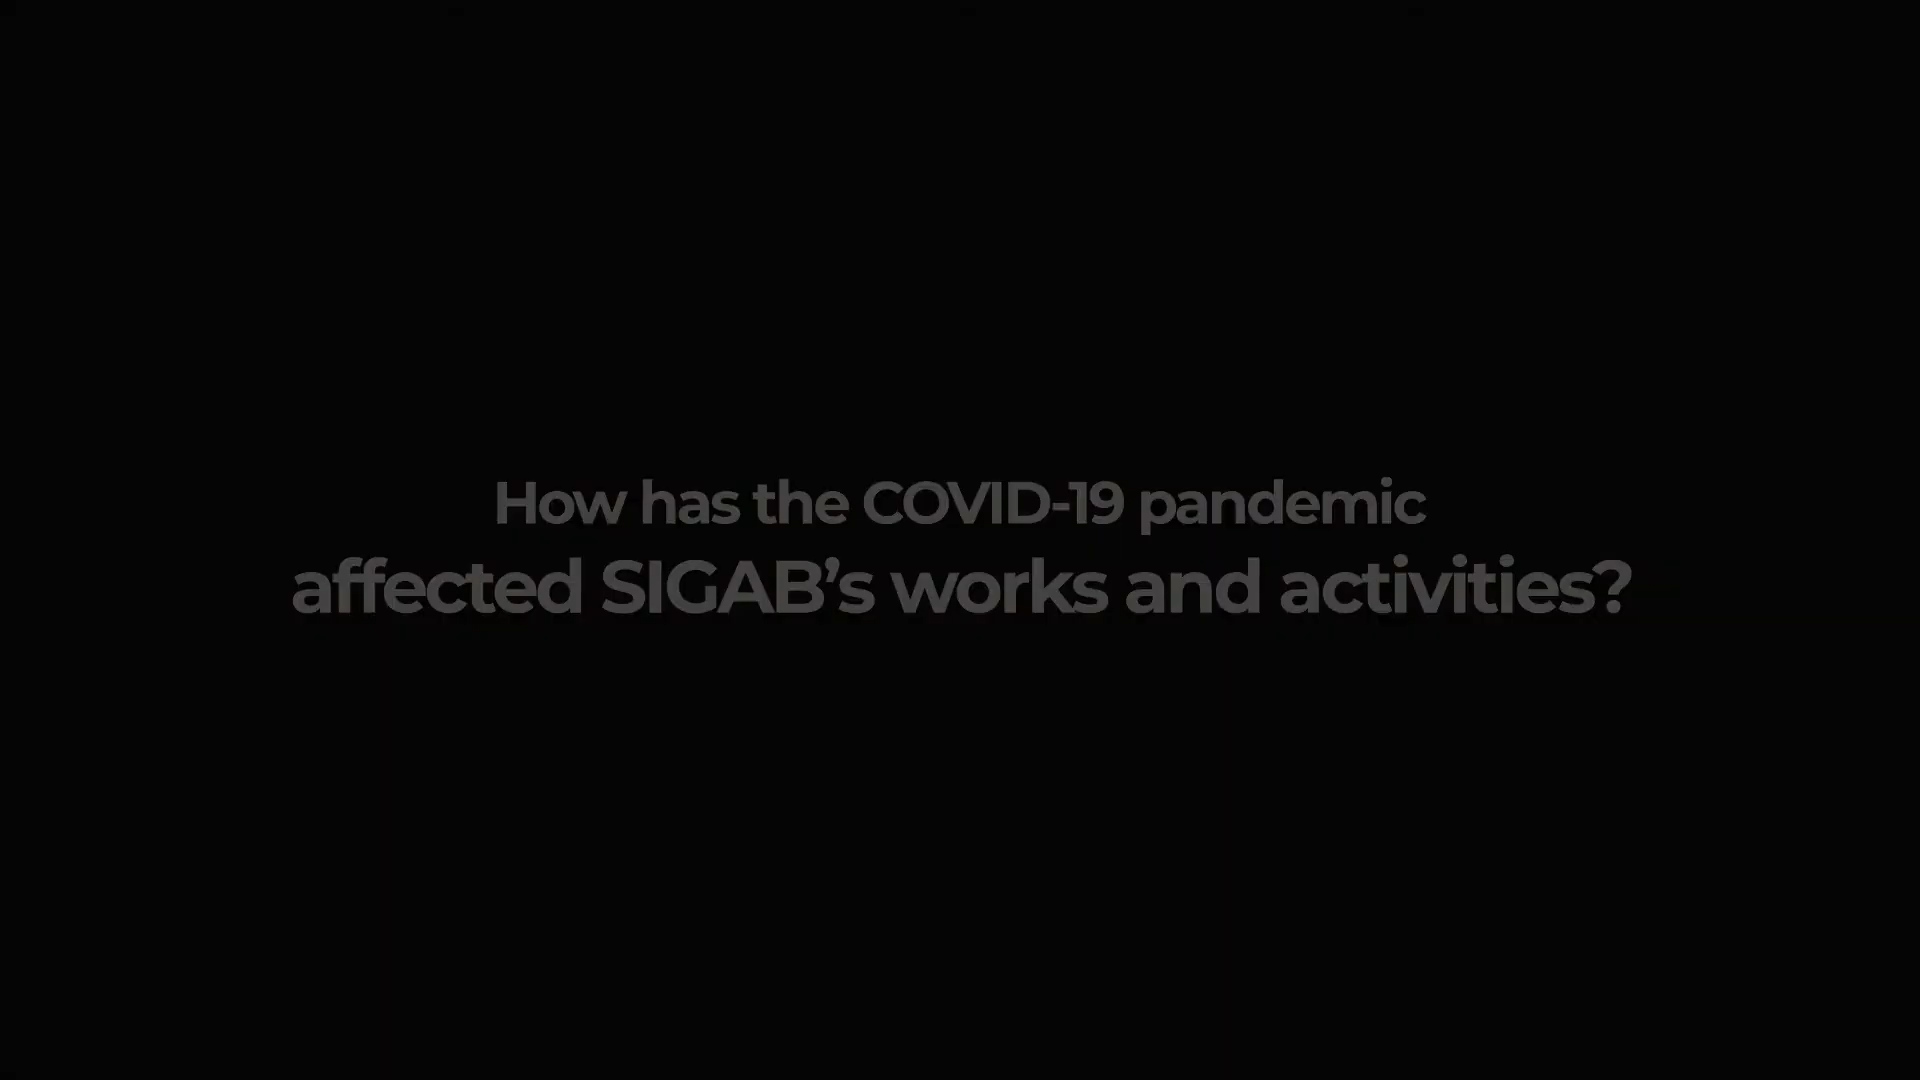 How has the COVID-19 pandemic
affected SIGAB’s works and activities?